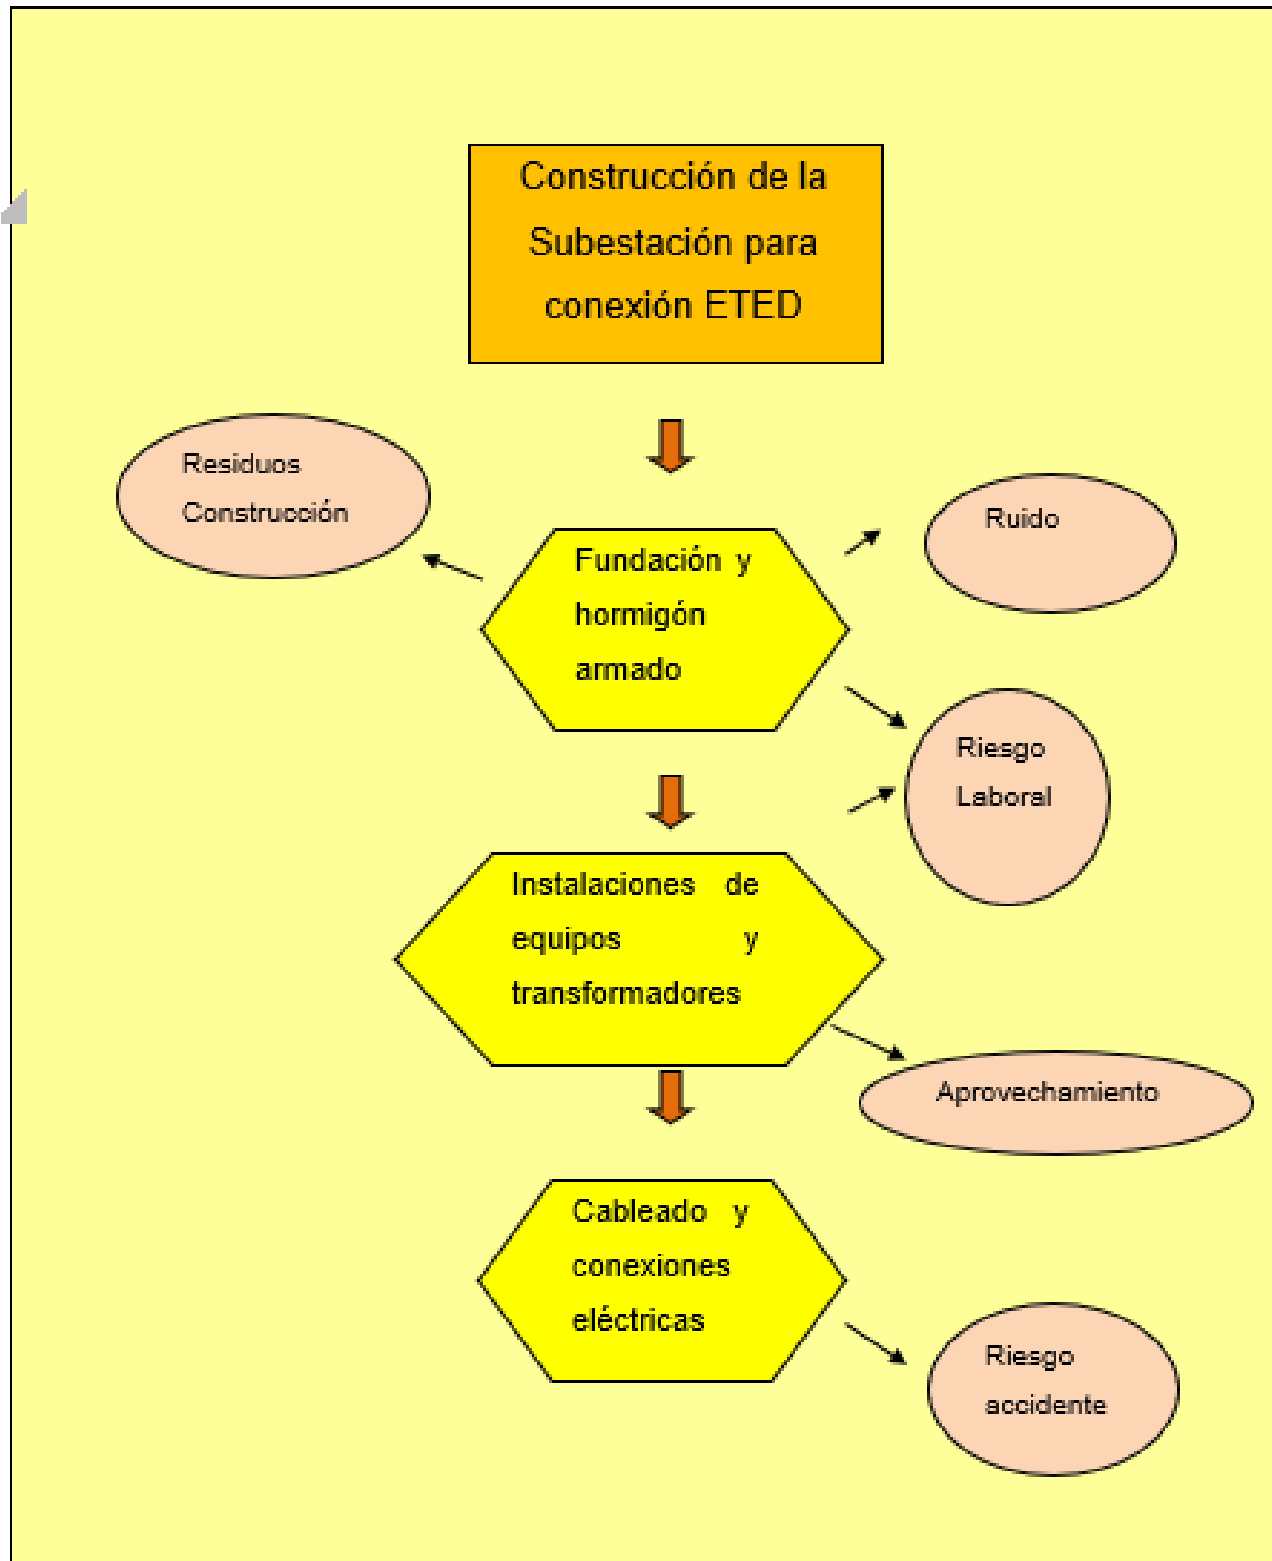 Construcción de la
Subestación para
conexión ETED
Residuos
Construcción
Ruido
Fundación y
hormigón
armado
Riesgo
Laboral
Instalaciones de
equipos y
transformadores
Aprovechamiento
Cableado y
conexiones
eléctricas
Riesgo
accidente